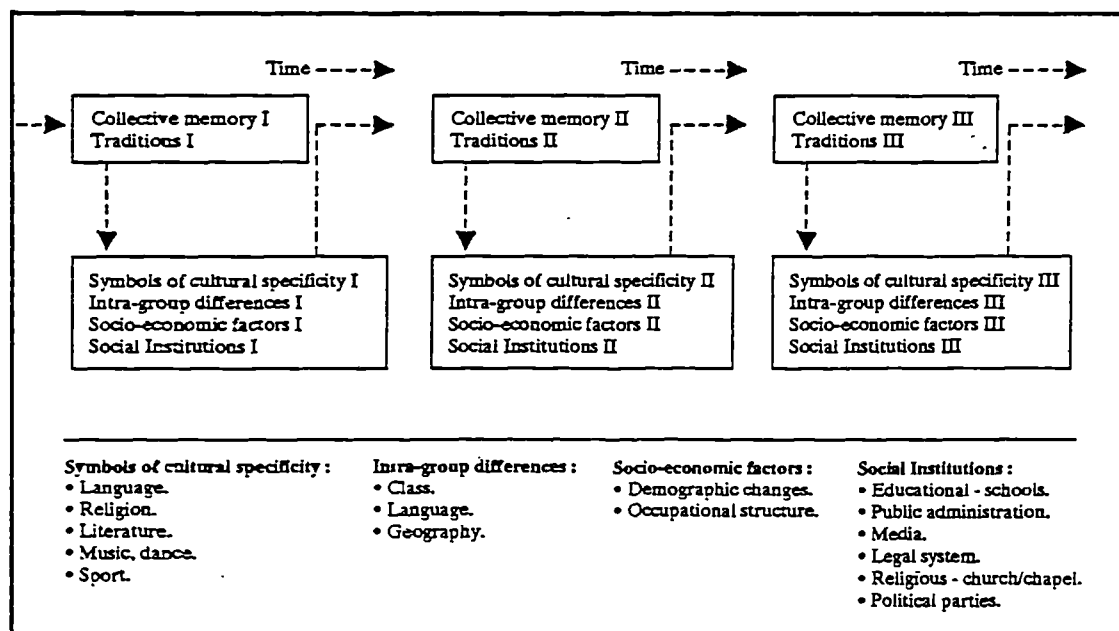 Time
Time
Time
Collective memory I
Traditions I
Collective memory II
Traditions II
Collective memory III
Traditions III
Symbols of cultural specificity I
Intra-group differences I
Socio-economic factors I
Social Institutions I
Symbols of cultural specificity II
Intra-group differences II
Socio-economic factors II
Social Institutions II
Symbols of cultural specificity III
Intra-group differences III
Socio-economic factors III
Social Institutions III
Symbols of cultural specificity :
• Language.
• Religion.
• Literature.
• Music, dance.
• Sport.
Intra-group differences :
• Class.
• Language.
• Geography.
Socio-economic factors :
• Demographic changes.
• Occupational structure.
Social Institutions :
• Educational - schools.
• Public administration.
• Media.
• Legal system.
• Religious - church/chapel.
• Political parties.